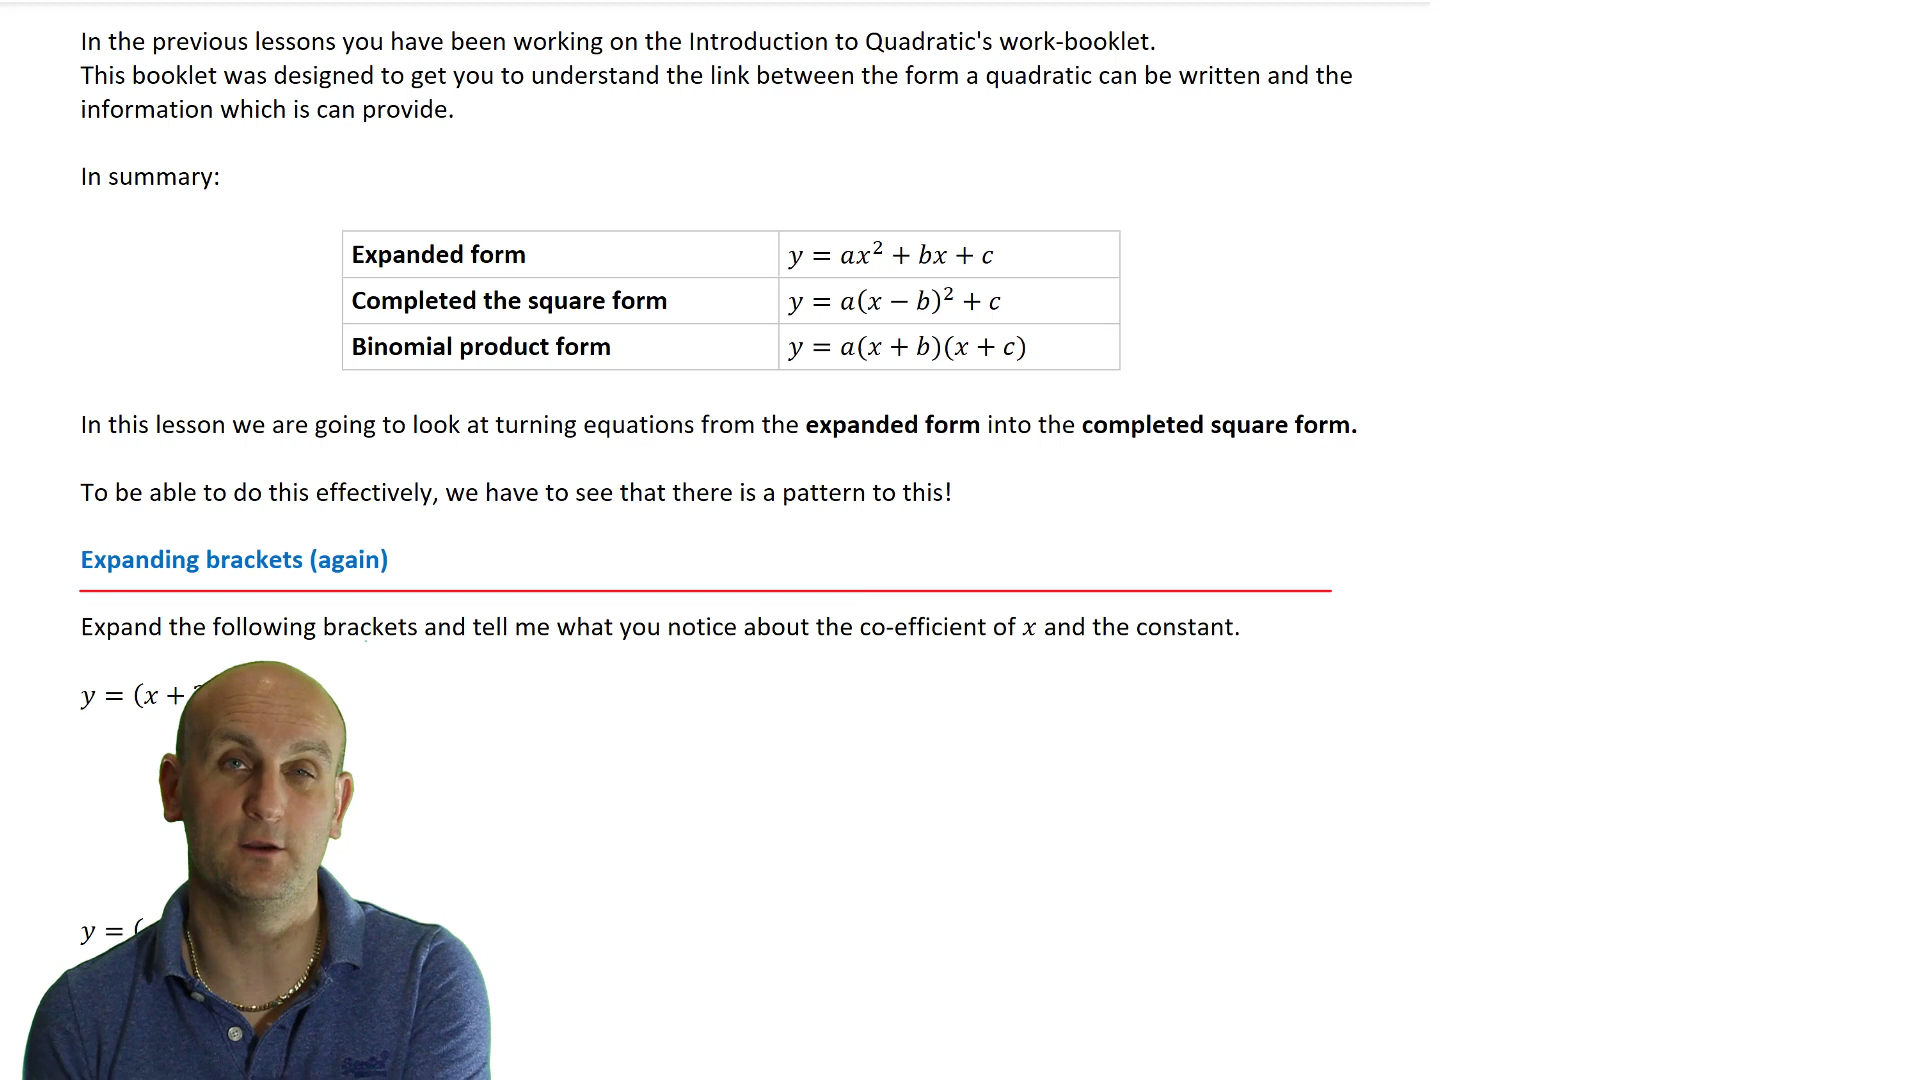 In the previous lessons you have been working on the Introduction to Quadratic's work-booklet.
This booklet was designed to get you to understand the link between the form a quadratic can be written and the
information which is can provide.
In summary:
Expanded form y = ax² + bx + c
Completed the square form y = a(x − b)² + c
Binomial product form y = a(x + b)(x + c)
In this lesson we are going to look at turning equations from the expanded form into the completed square form.
To be able to do this effectively, we have to see that there is a pattern to this!
Expanding brackets (again)
Expand the following brackets and tell me what you notice about the co-efficient of x and the constant.
y = (x +
y = (